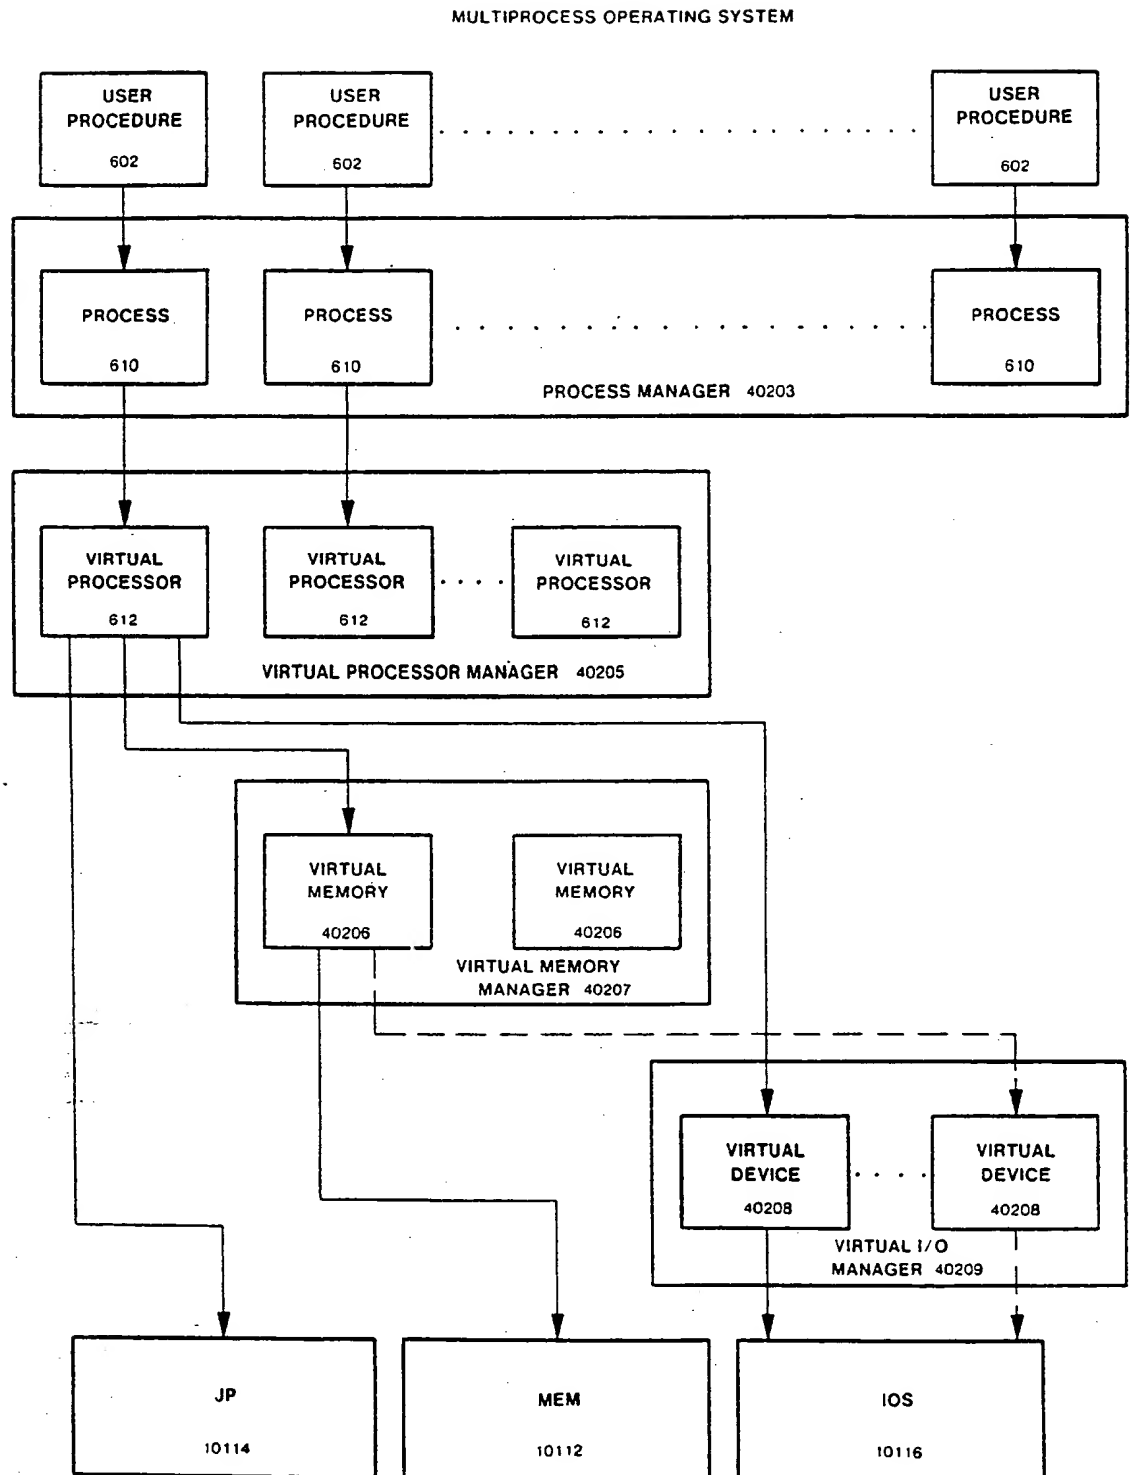 MULTIPROCESS OPERATING SYSTEM
USER
PROCEDURE
602
USER
PROCEDURE
602
USER
PROCEDURE
602
PROCESS
610
PROCESS
610
PROCESS
610
PROCESS MANAGER 40203
VIRTUAL
PROCESSOR
612
VIRTUAL
PROCESSOR
612
VIRTUAL
PROCESSOR
612
VIRTUAL PROCESSOR MANAGER 40205
VIRTUAL
MEMORY
40206
VIRTUAL
MEMORY
40206
VIRTUAL MEMORY
MANAGER 40207
VIRTUAL
DEVICE
40208
VIRTUAL
DEVICE
40208
VIRTUAL I/O
MANAGER 40209
JP
10114
MEM
10112
IOS
10116